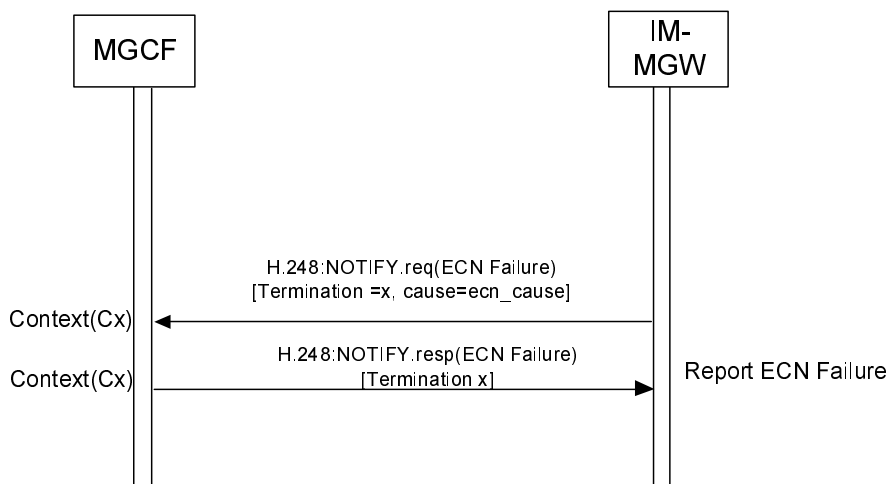 MGCF
IM-
MGW
H.248:NOTIFY.req(ECN Failure)
[Termination =x, cause=ecn_cause]
Context(Cx)
H.248:NOTIFY.resp(ECN Failure)
[Termination x]
Context(Cx)
Report ECN Failure